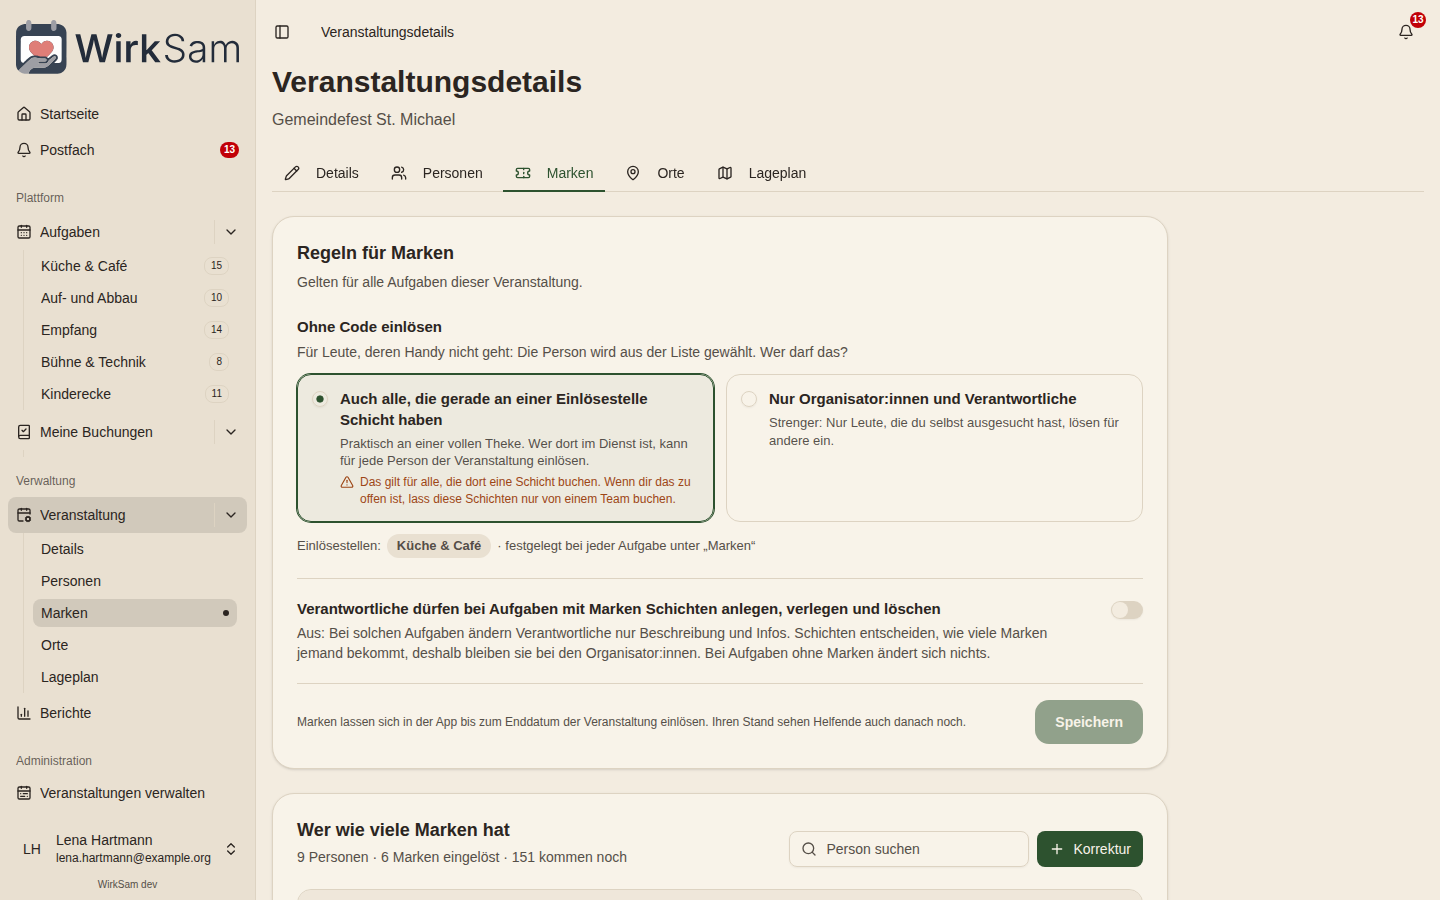 WirkSam
Startseite
Postfach
13
Plattform
Aufgaben
Küche & Café
15
Auf- und Abbau
10
Empfang
14
Bühne & Technik
8
Kinderecke
11
Meine Buchungen
Verwaltung
Veranstaltung
Details
Personen
Marken
Orte
Lageplan
Berichte
Administration
Veranstaltungen verwalten
LH
Lena Hartmann
lena.hartmann@example.org
WirkSam dev
Veranstaltungsdetails
13
Veranstaltungsdetails
Gemeindefest St. Michael
Details
Personen
Marken
Orte
Lageplan
Regeln für Marken
Gelten für alle Aufgaben dieser Veranstaltung.
Ohne Code einlösen
Für Leute, deren Handy nicht geht: Die Person wird aus der Liste gewählt. Wer darf das?
Auch alle, die gerade an einer Einlösestelle
Schicht haben
Praktisch an einer vollen Theke. Wer dort im Dienst ist, kann
für jede Person der Veranstaltung einlösen.
Das gilt für alle, die dort eine Schicht buchen. Wenn dir das zu
offen ist, lass diese Schichten nur von einem Team buchen.
Nur Organisator:innen und Verantwortliche
Strenger: Nur Leute, die du selbst ausgesucht hast, lösen für
andere ein.
Einlösestellen: Küche & Café · festgelegt bei jeder Aufgabe unter „Marken“
Verantwortliche dürfen bei Aufgaben mit Marken Schichten anlegen, verlegen und löschen
Aus: Bei solchen Aufgaben ändern Verantwortliche nur Beschreibung und Infos. Schichten entscheiden, wie viele Marken
jemand bekommt, deshalb bleiben sie bei den Organisator:innen. Bei Aufgaben ohne Marken ändert sich nichts.
Marken lassen sich in der App bis zum Enddatum der Veranstaltung einlösen. Ihren Stand sehen Helfende auch danach noch.
Speichern
Wer wie viele Marken hat
9 Personen · 6 Marken eingelöst · 151 kommen noch
Person suchen
Korrektur